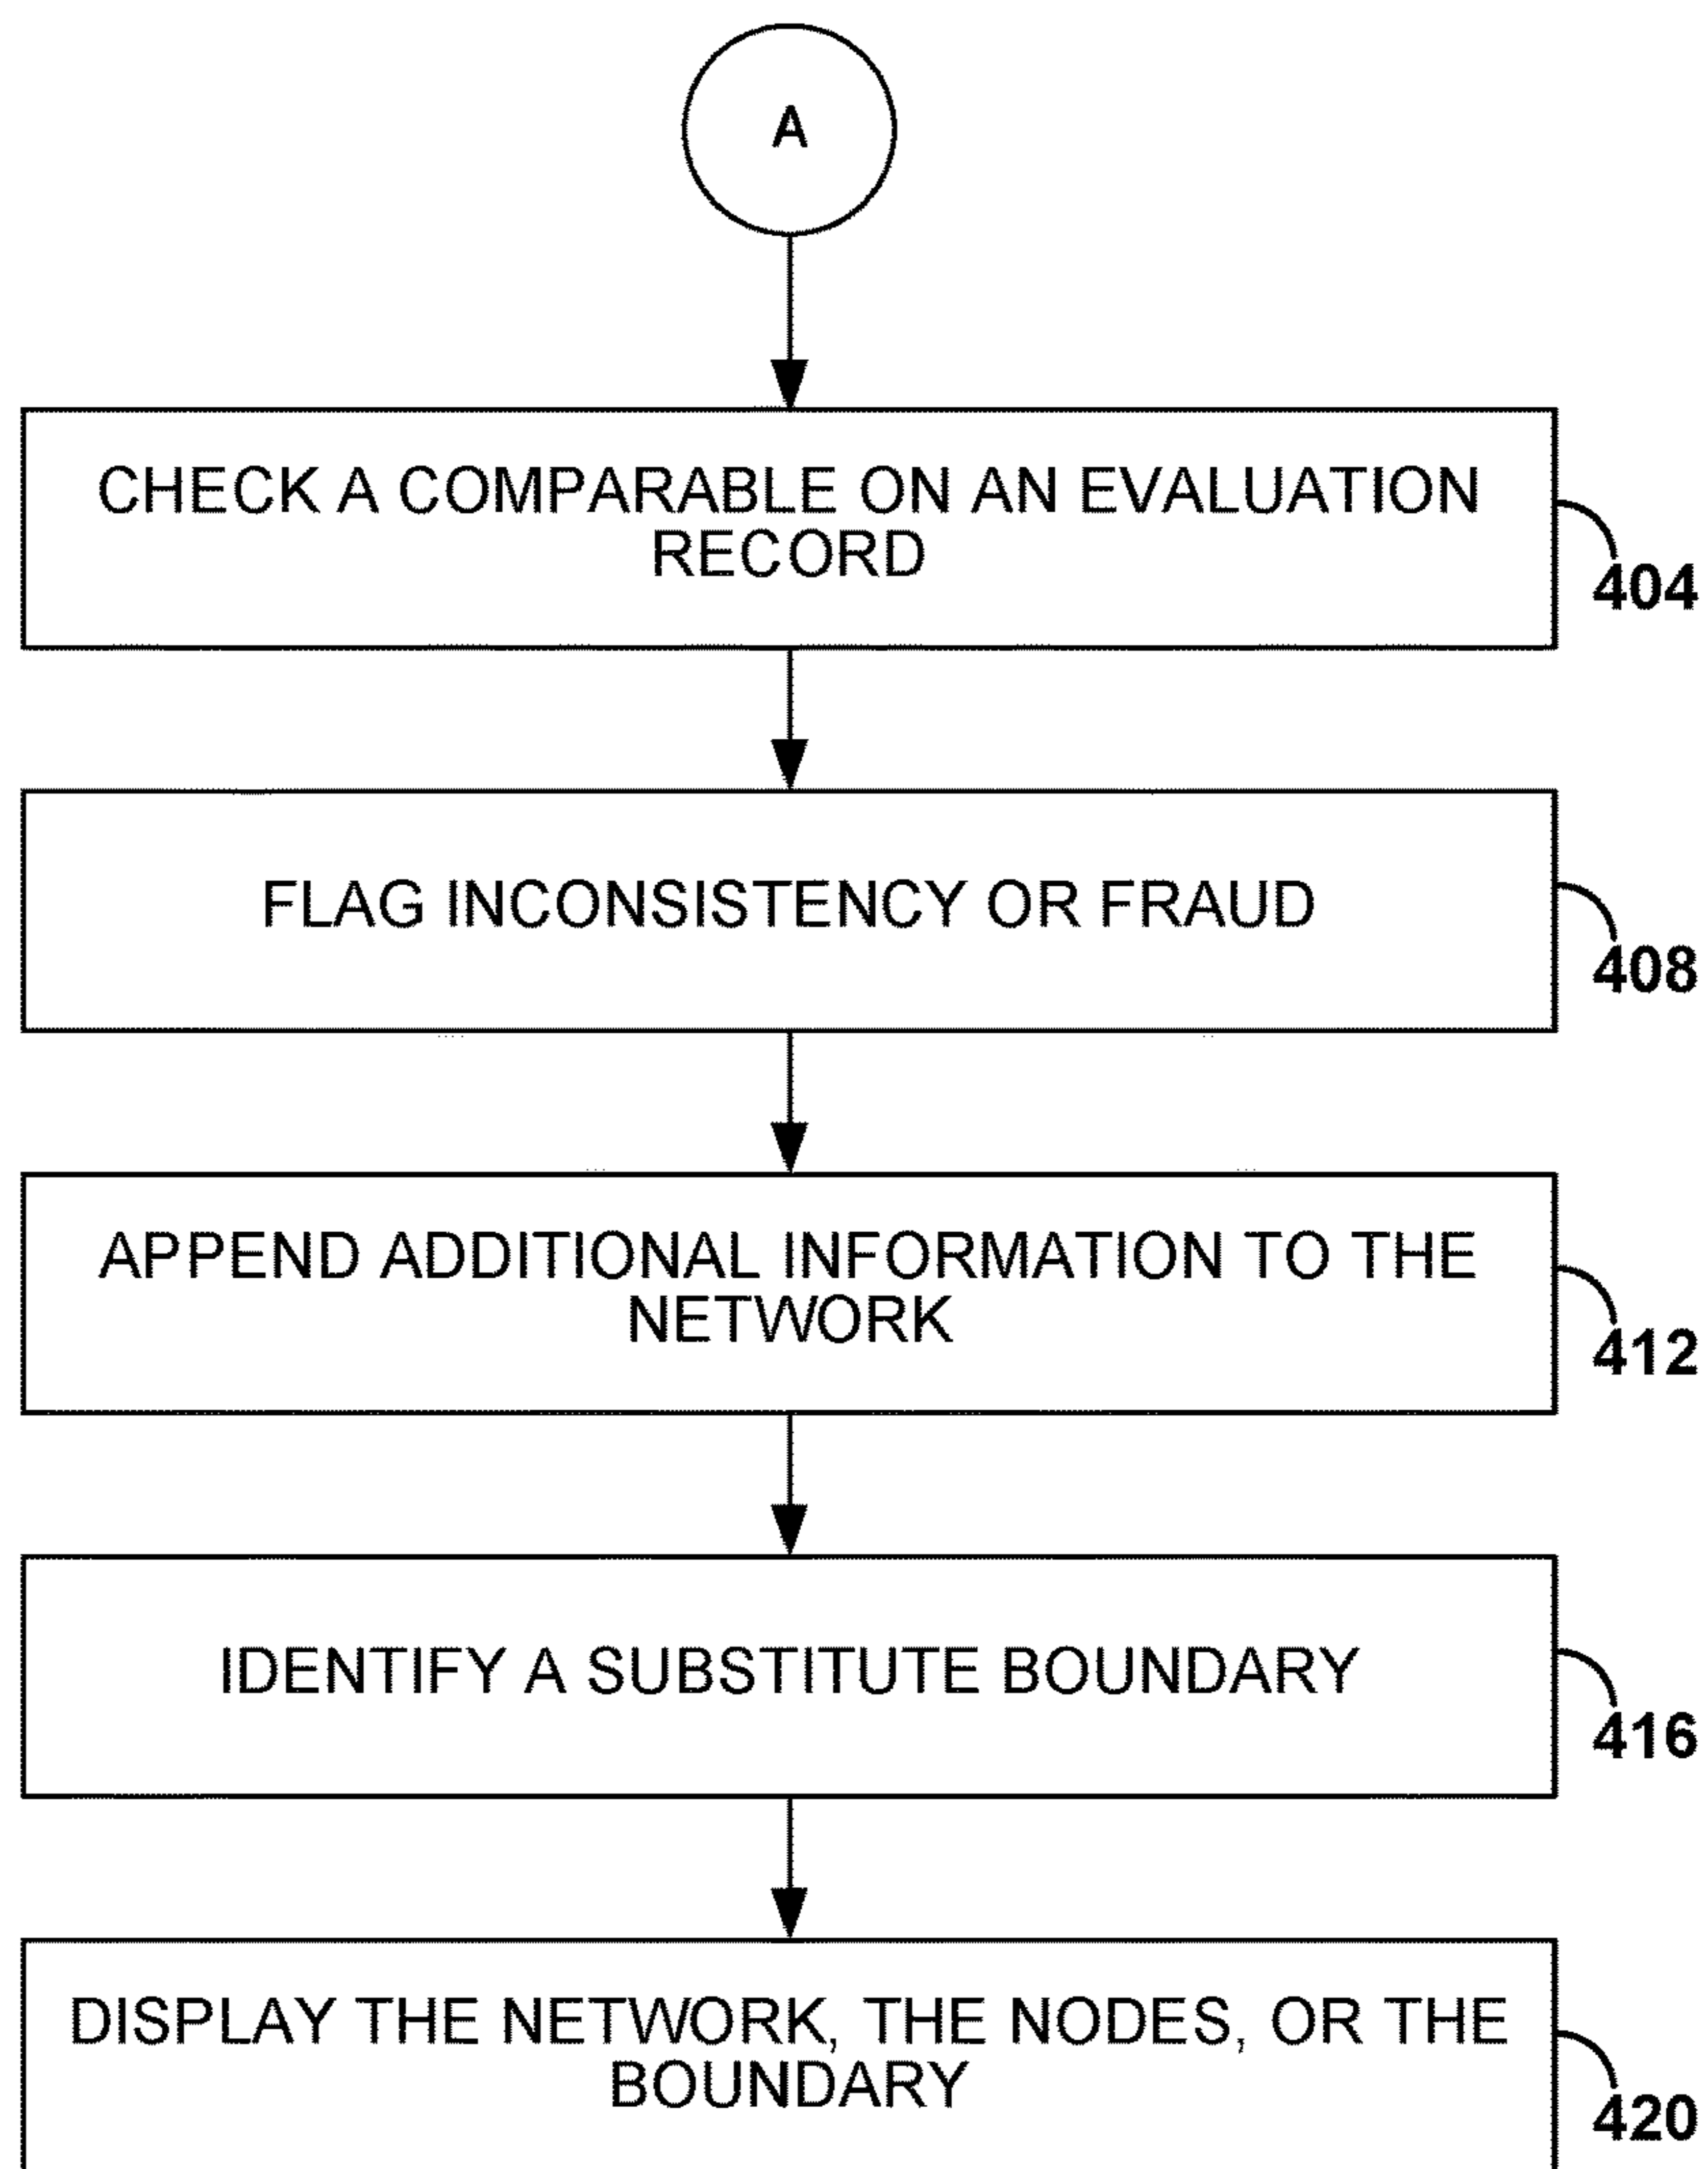 A
CHECK A COMPARABLE ON AN EVALUATION
RECORD
404
FLAG INCONSISTENCY OR FRAUD
408
APPEND ADDITIONAL INFORMATION TO THE
NETWORK
412
IDENTIFY A SUBSTITUTE BOUNDARY
416
DISPLAY THE NETWORK, THE NODES, OR THE
BOUNDARY
420